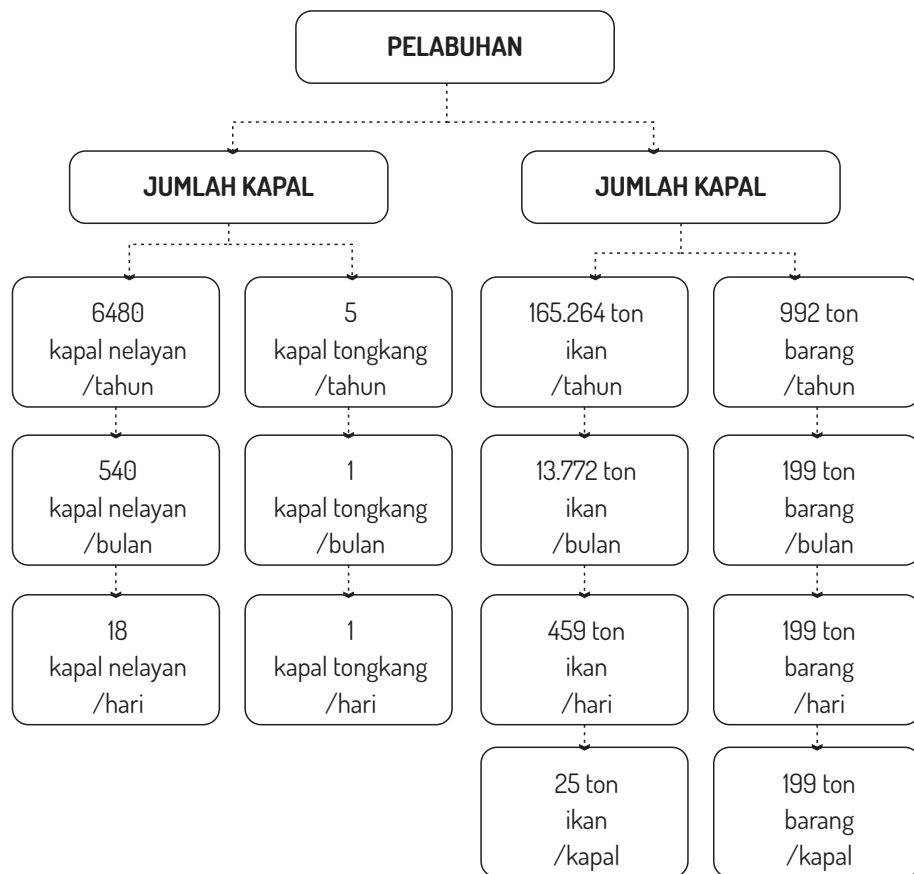 PELABUHAN
JUMLAH KAPAL
JUMLAH KAPAL
6480
kapal nelayan
/tahun
5
kapal tongkang
/tahun
165.264 ton
ikan
/tahun
992 ton
barang
/tahun
540
kapal nelayan
/bulan
1
kapal tongkang
/bulan
13.772 ton
ikan
/bulan
199 ton
barang
/bulan
18
kapal nelayan
/hari
1
kapal tongkang
/hari
459 ton
ikan
/hari
199 ton
barang
/hari
25 ton
ikan
/kapal
199 ton
barang
/kapal